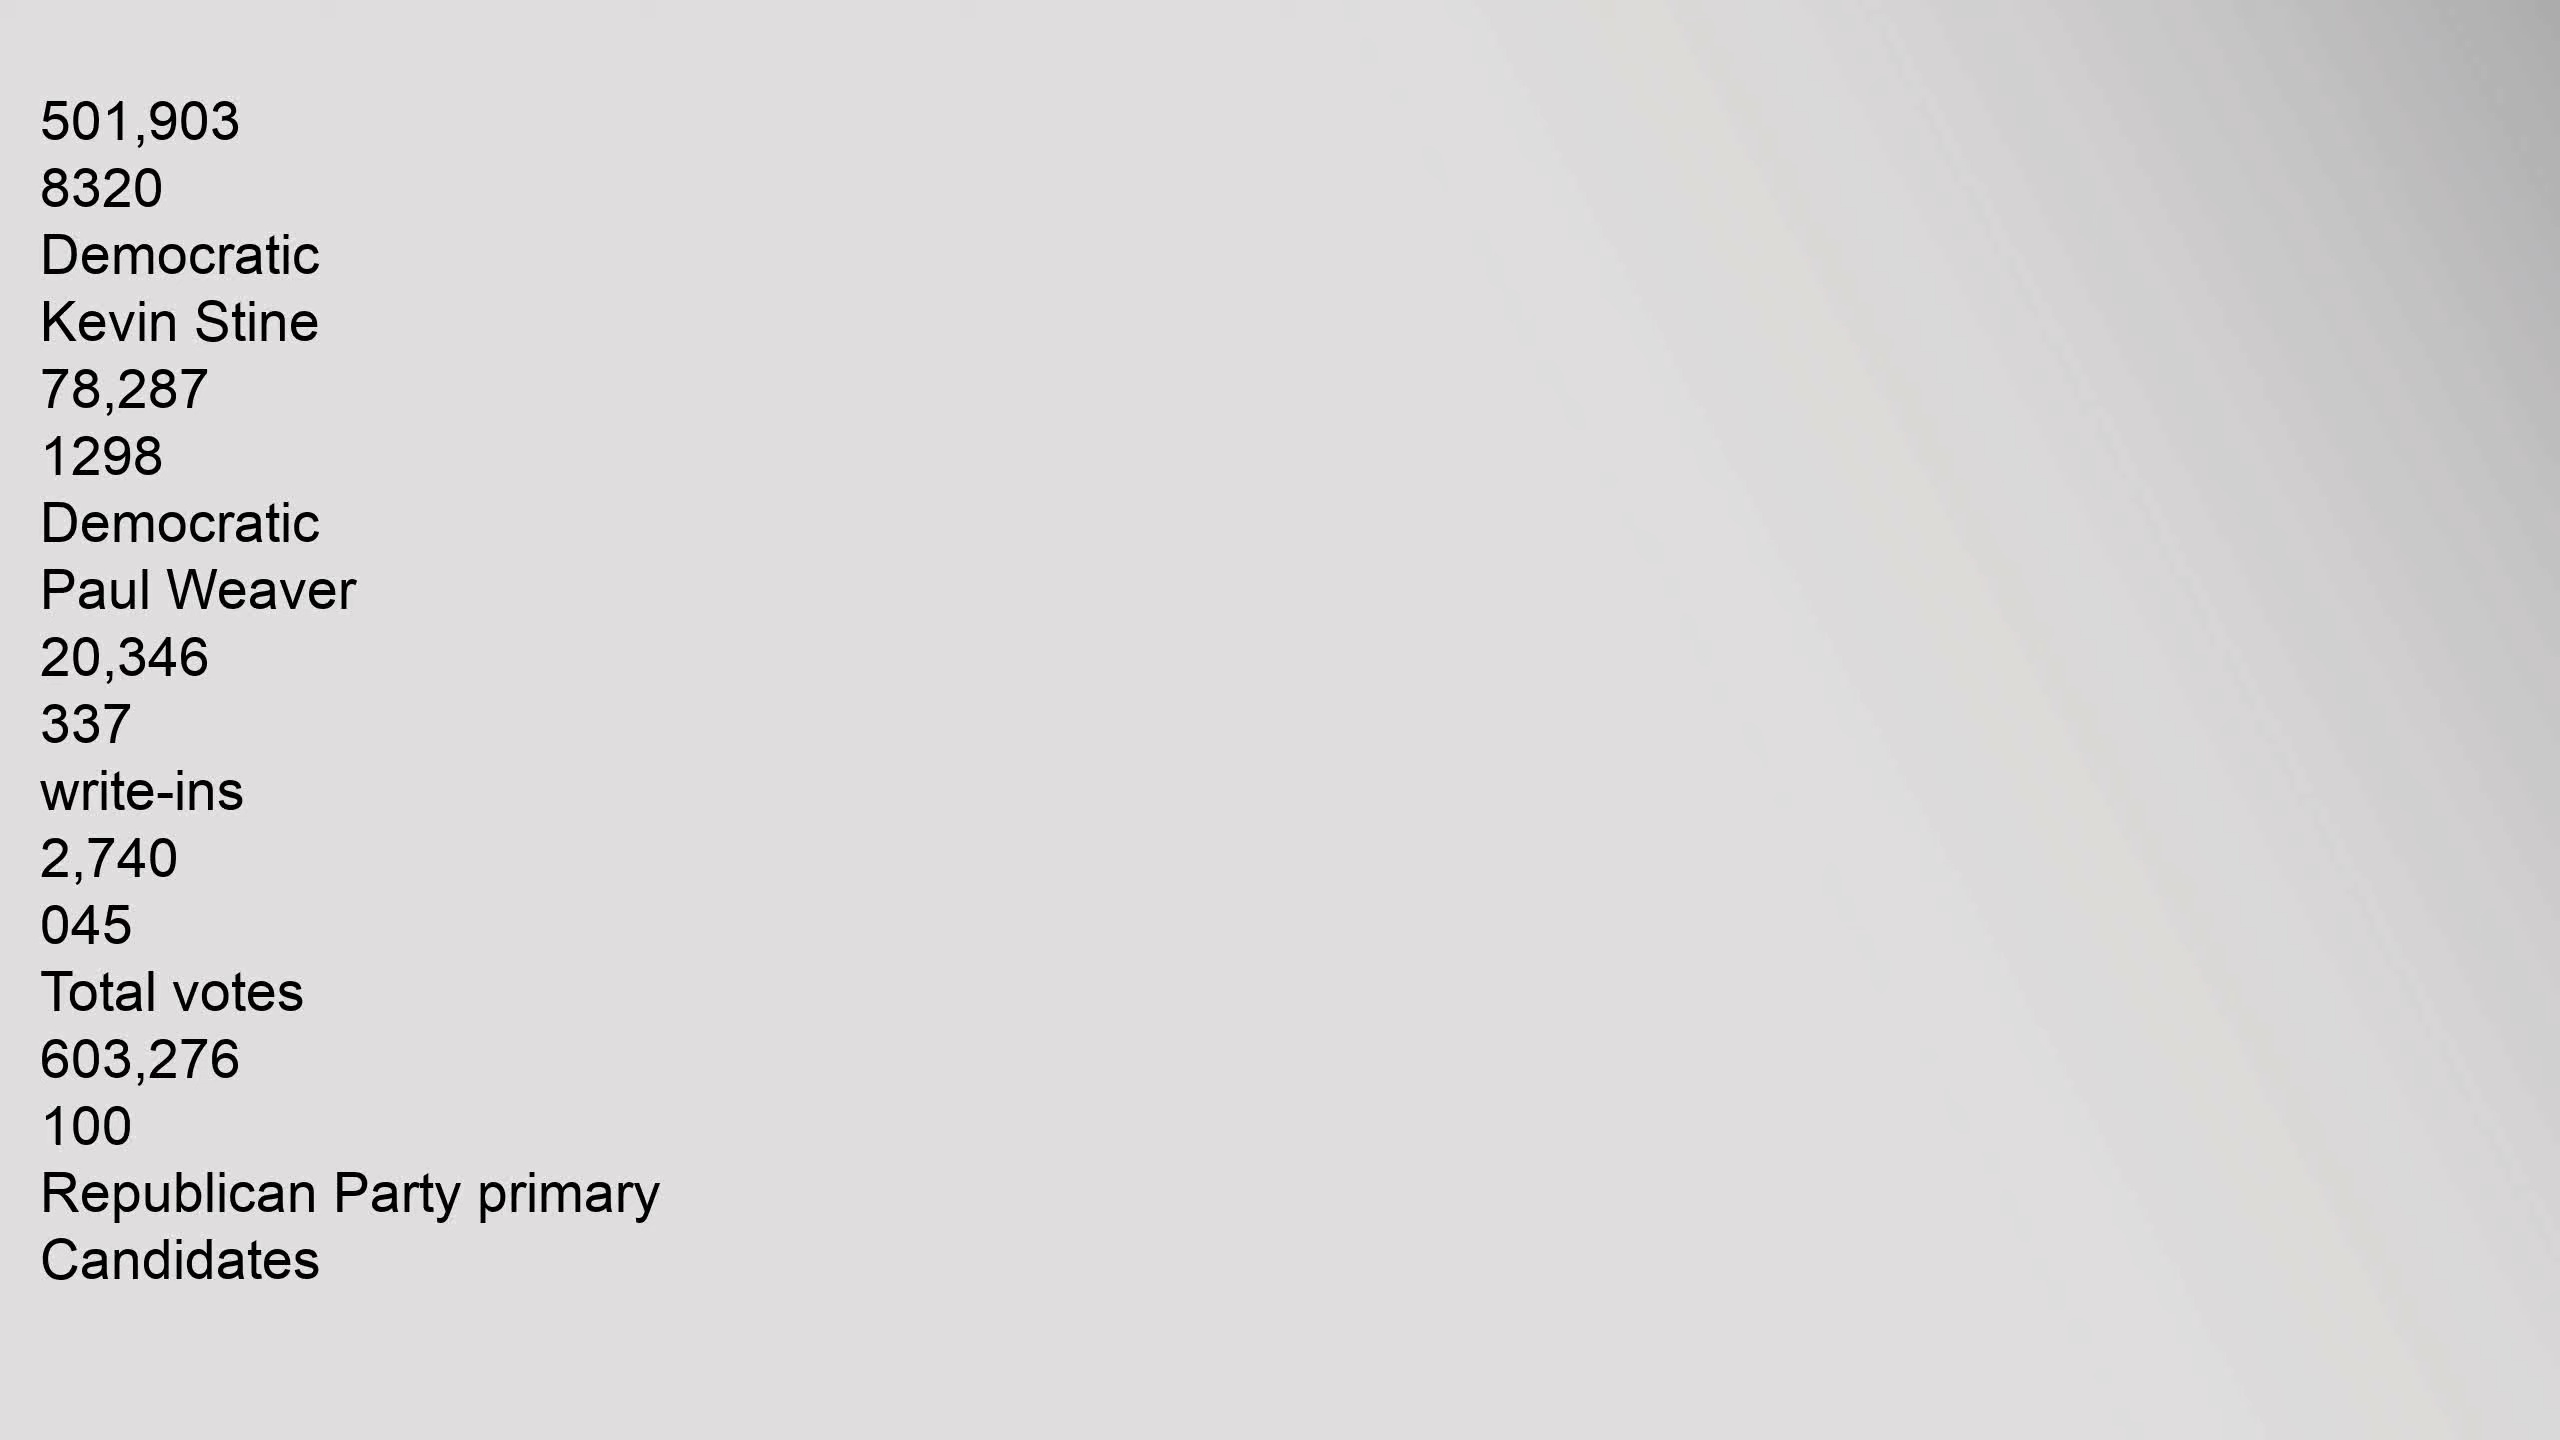 501,903
8320
Democratic
Kevin Stine
78,287
1298
Democratic
Paul Weaver
20,346
337
write-ins
2,740
045
Total votes
603,276
100
Republican Party primary
Candidates